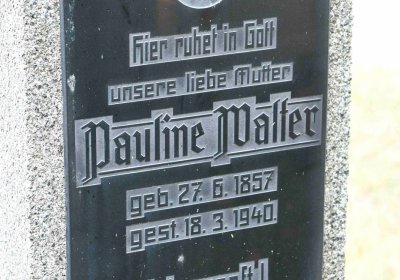 Hier ruhet in Gott
unsere liebe Mutter
Pauline Walter
geb. 27. 6. 1857
gest. 18. 3. 1940.